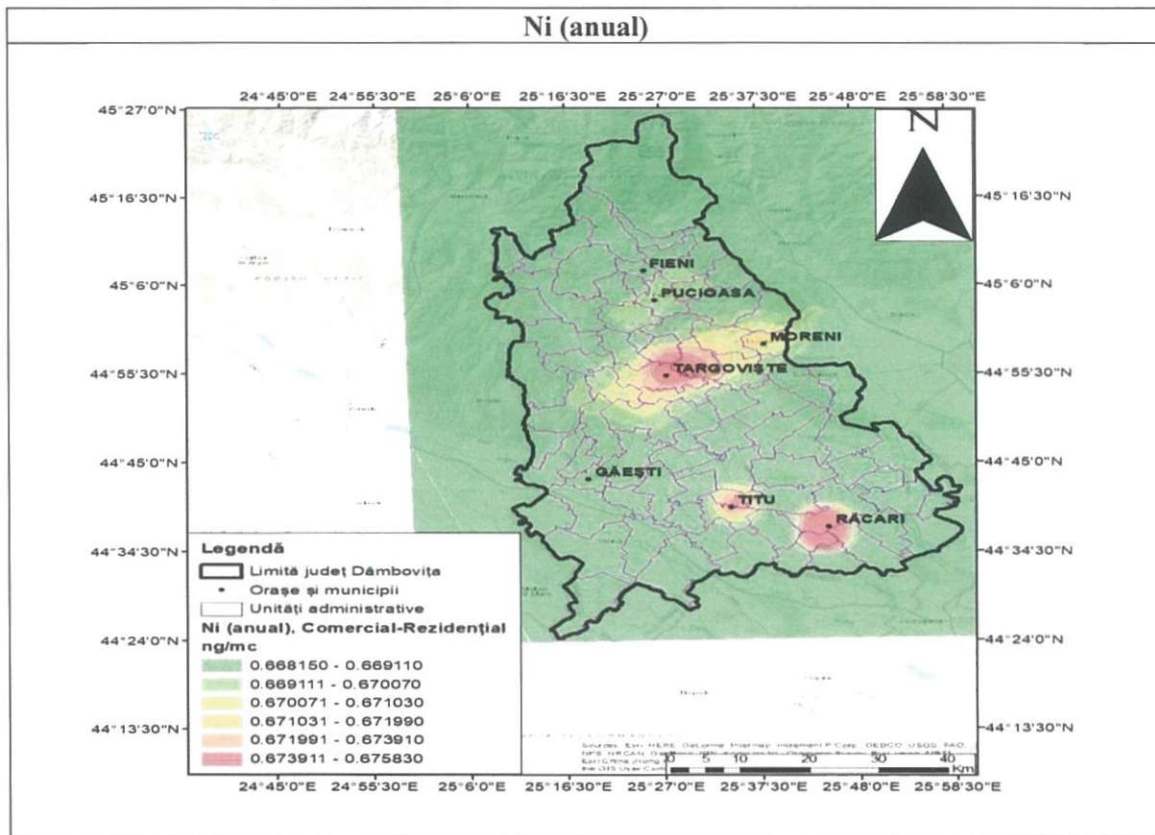 Ni (anual)
24°45'0"E 24°55'30"E 25°6'0"E 25°16'30"E 25°27'0"E 25°37'30"E 25°48'0"E 25°58'30"E
45°27'0"N
N
45°16'30"N 45°16'30"N
FIENI
45°6'0"N 45°6'0"N
PUCIOASA
MORENI
TARGOVIȘTE
44°55'30"N 44°55'30"N
44°45'0"N 44°45'0"N
GĂEȘTI
TITU
RĂCARI
44°34'30"N 44°34'30"N
Legendă
Limită județ Dâmbovița
Orașe și municipii
Unități administrative
Ni (anual), Comercial-Rezidențial
ng/mc
44°24'0"N 44°24'0"N
0.668150 - 0.669110
0.669111 - 0.670070
0.670071 - 0.671030
0.671031 - 0.671990
0.671991 - 0.673910
0.673911 - 0.675830
44°13'30"N 44°13'30"N
0 5 10 20 30 40
Km
24°45'0"E 24°55'30"E 25°6'0"E 25°16'30"E 25°27'0"E 25°37'30"E 25°48'0"E 25°58'30"E